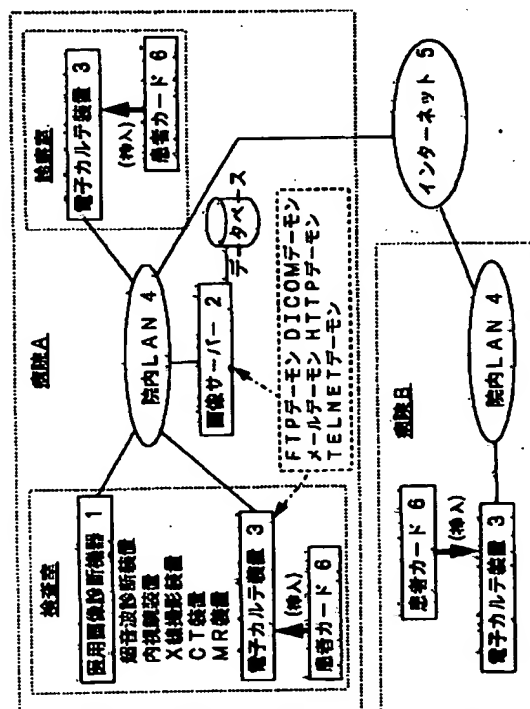 病院A
検査室
医用画像診断機器 1
超音波診断装置
内視鏡装置
X線撮影装置
CT装置
MR装置
電子カルテ装置 3
(挿入)
患者カード 6
院内LAN 4
画像サーバー 2
データベース
FTPデーモン DICOMデーモン
メールデーモン HTTPデーモン
TELNETデーモン
診療室
電子カルテ装置 3
(挿入)
患者カード 6
病院B
患者カード 6
(挿入)
電子カルテ装置 3
院内LAN 4
インターネット 5